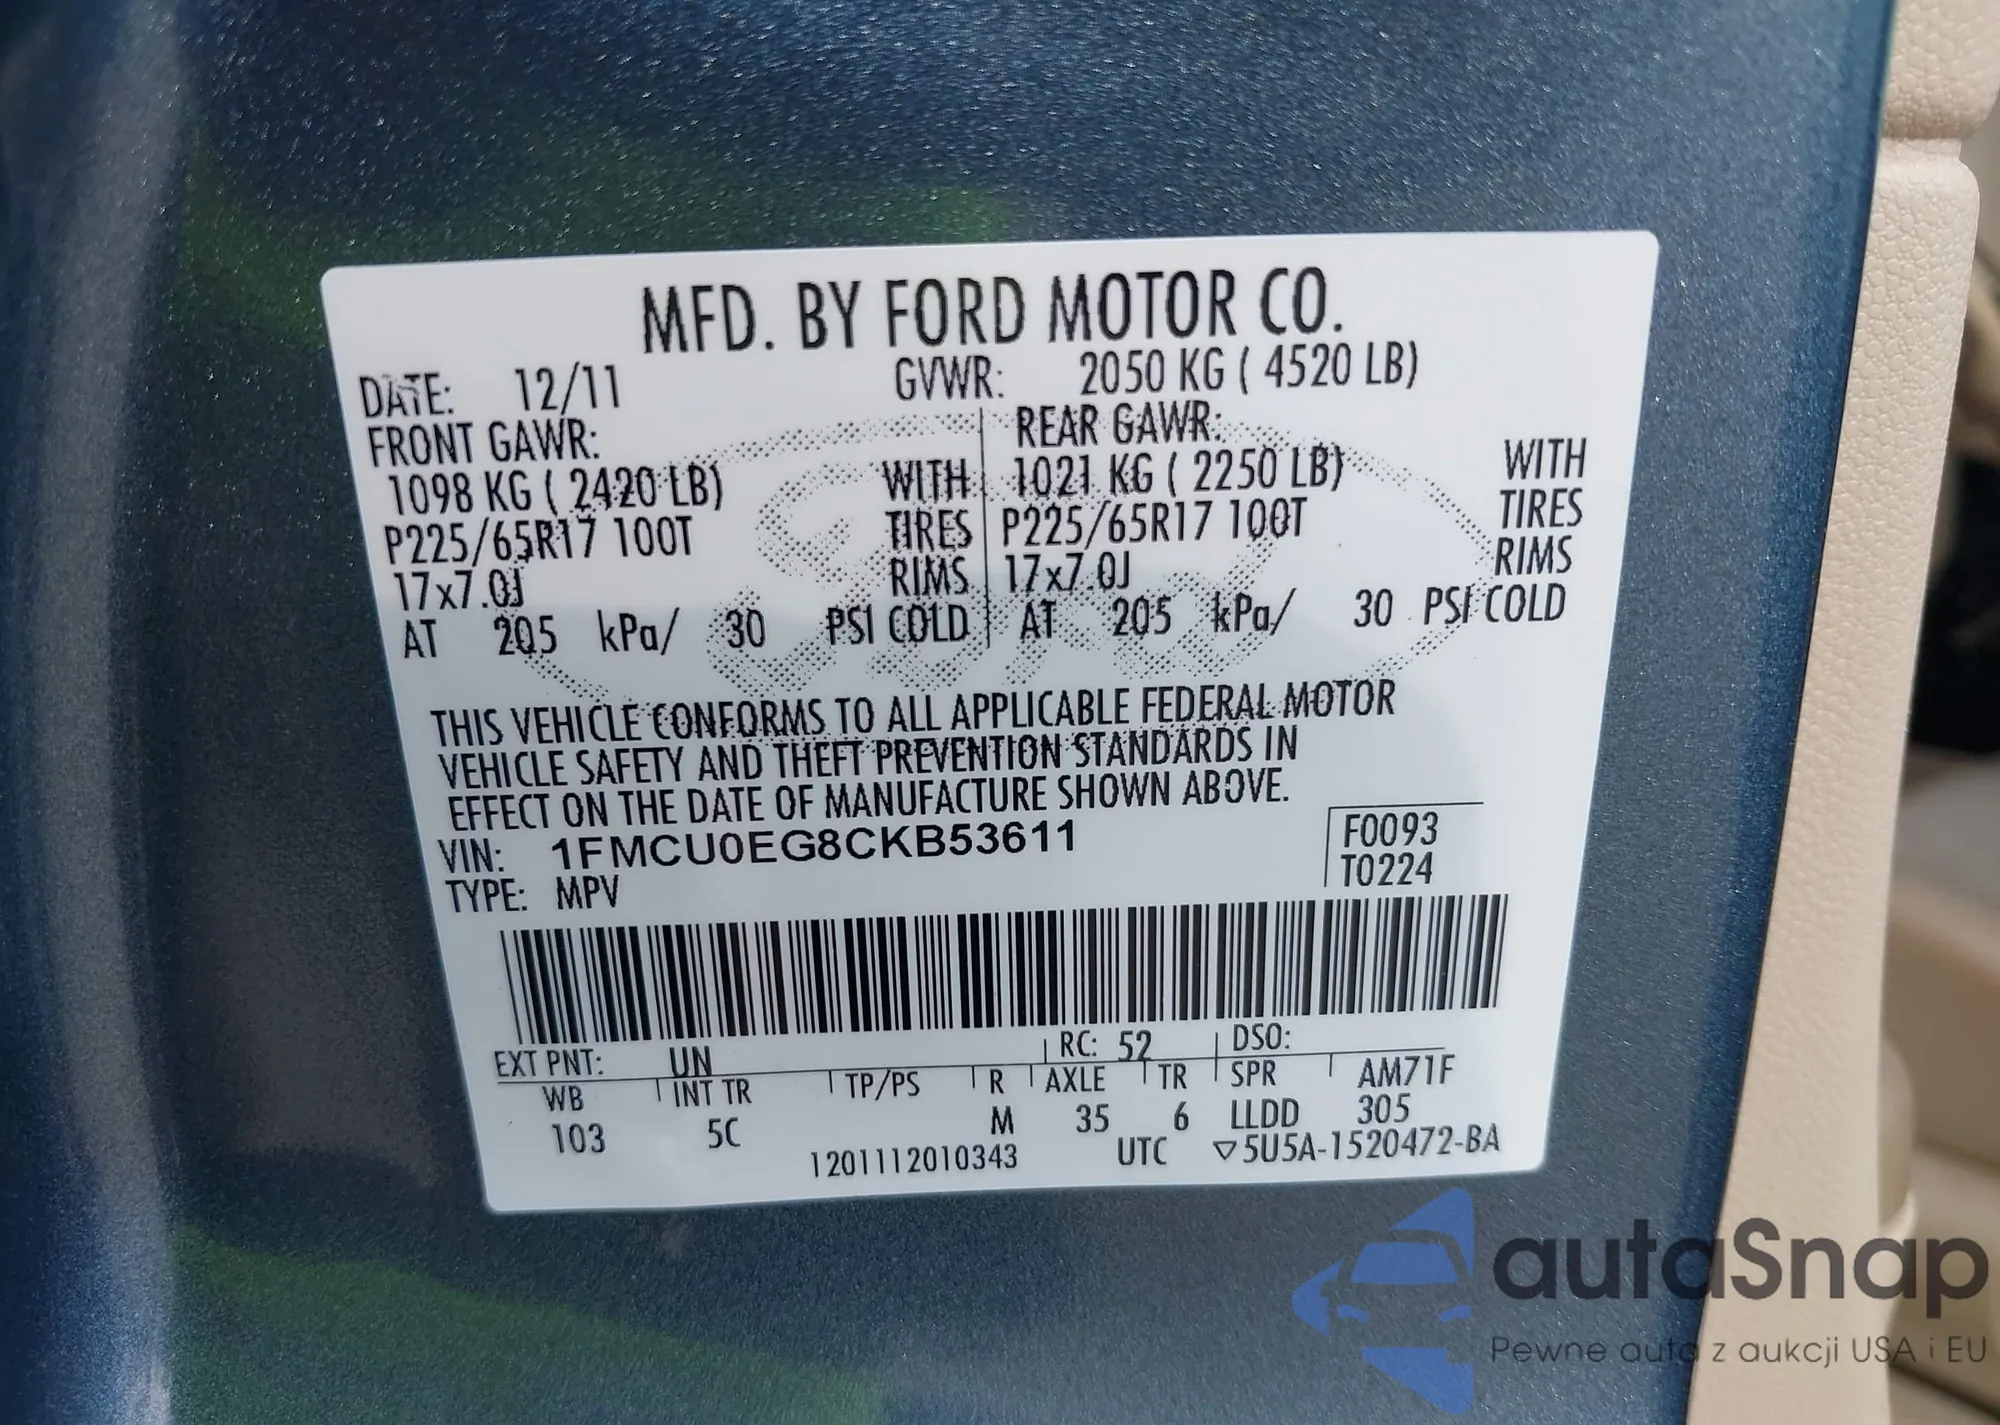 MFD. BY FORD MOTOR CO.
DATE: 12/11 GVWR: 2050 KG ( 4520 LB)
FRONT GAWR: REAR GAWR:
1098 KG ( 2420 LB) WITH 1021 KG ( 2250 LB) WITH
P225/65R17 100T TIRES P225/65R17 100T TIRES
17x7.0J RIMS 17x7.0J RIMS
AT 205 kPa/ 30 PSI COLD AT 205 kPa/ 30 PSI COLD
THIS VEHICLE CONFORMS TO ALL APPLICABLE FEDERAL MOTOR
VEHICLE SAFETY AND THEFT PREVENTION STANDARDS IN
EFFECT ON THE DATE OF MANUFACTURE SHOWN ABOVE.
VIN: 1FMCU0EG8CKB53611 F0093
TYPE: MPV T0224
EXT PNT: UN RC: 52 DSO:
WB INT TR TP/PS R AXLE TR SPR AM71F
103 5C M 35 6 LLDD 305
1201112010343 UTC ▽5U5A-1520472-BA
autaSnap
Pewne auta z aukcji USA i EU